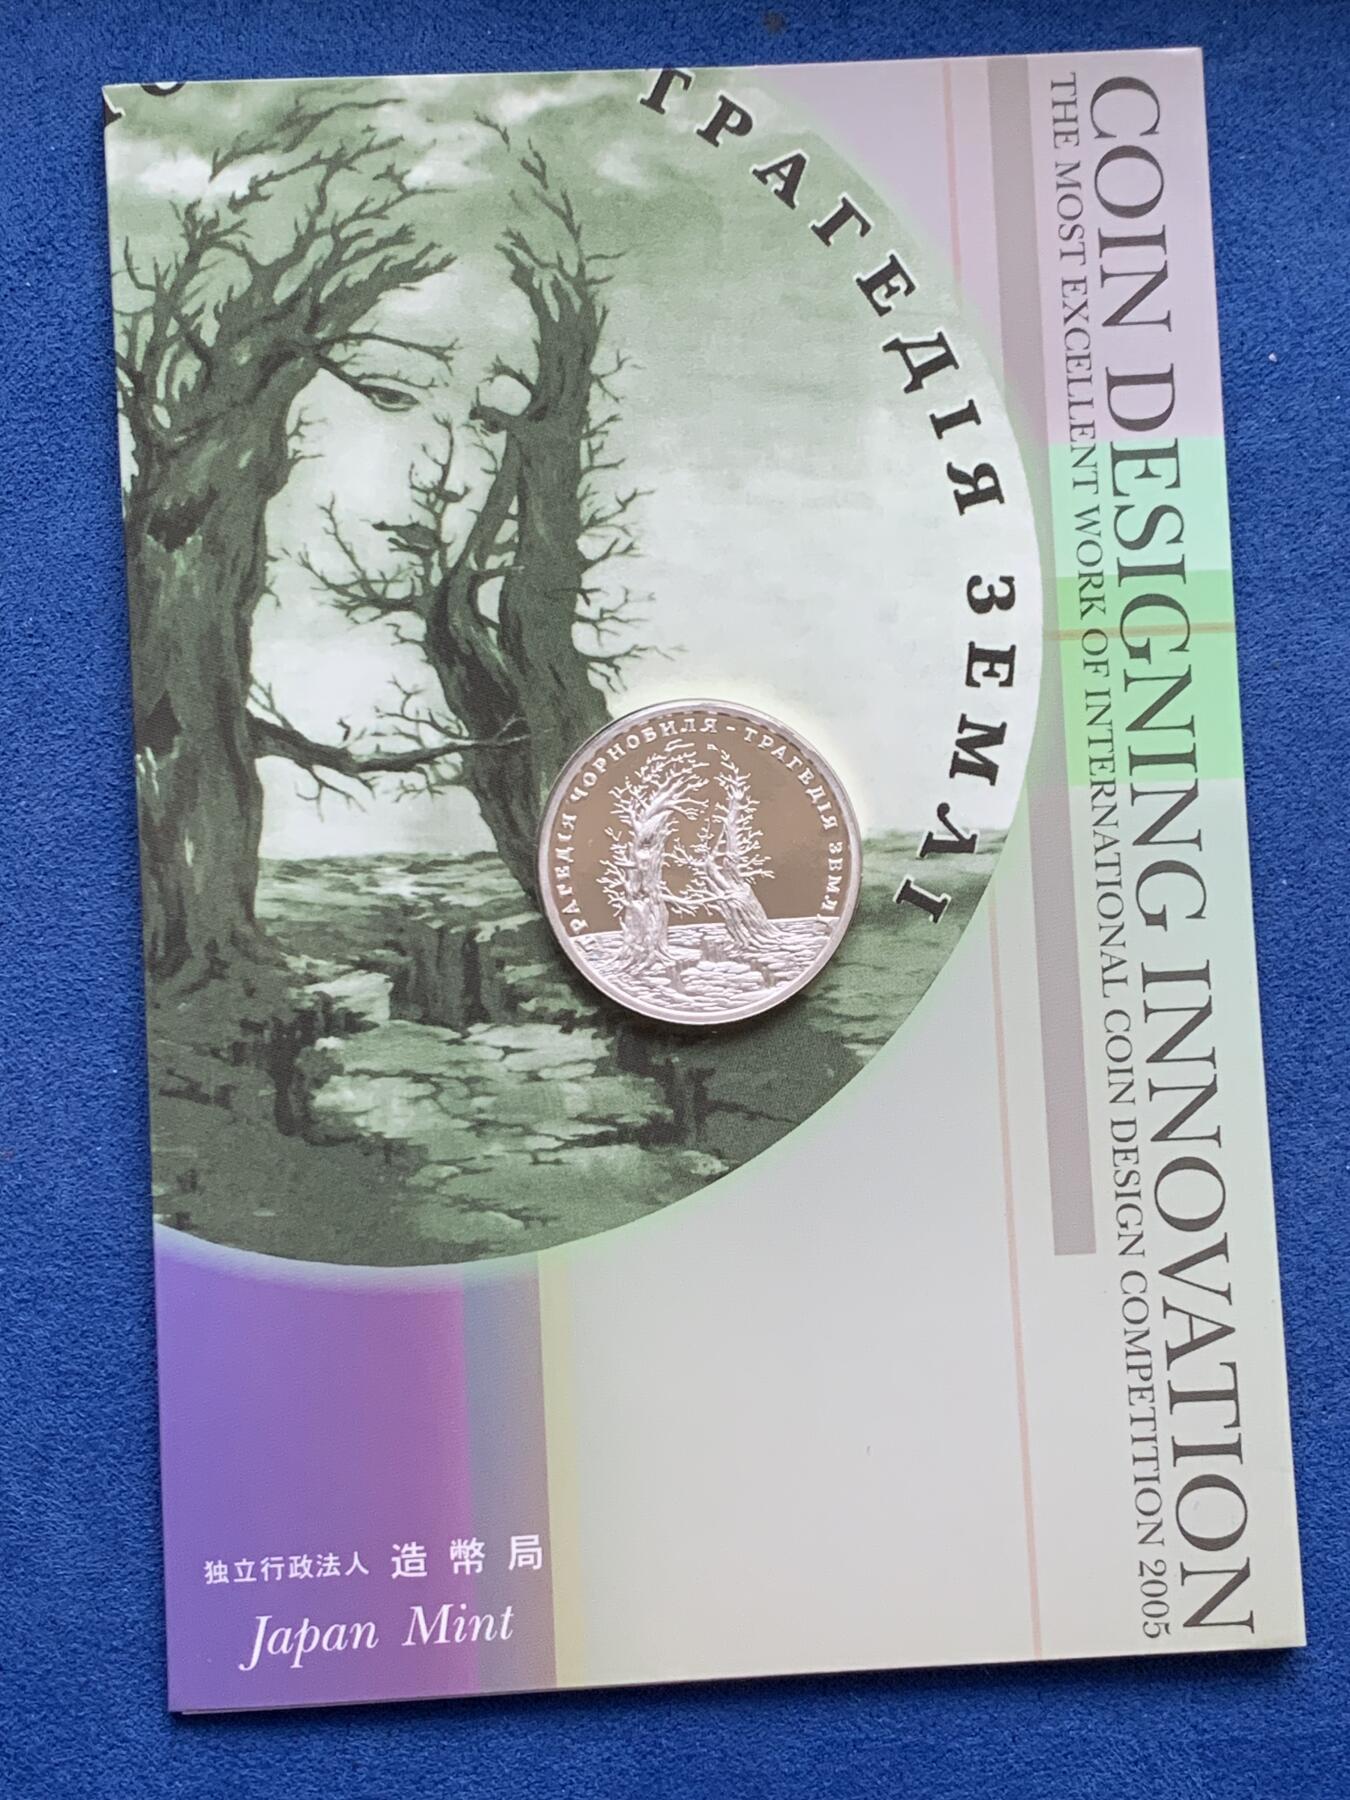 COIN DESIGNING INNOVATION
THE MOST EXCELLENT WORK OF INTERNATIONAL COIN DESIGN COMPETITION 2005
ТРАГЕДІЯ ЗЕМЛІ
ТРАГЕДІЯ ЧОРНОБИЛЯ - ТРАГЕДІЯ ЗЕМЛІ
独立行政法人 造幣局
Japan Mint